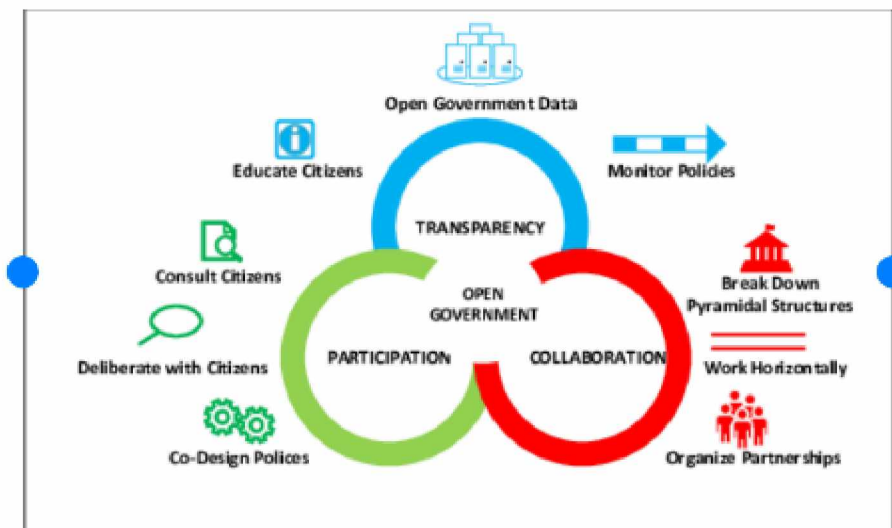 Open Government Data
Educate Citizens
Monitor Policies
TRANSPARENCY
Consult Citizens
Break Down
Pyramidal Structures
OPEN
GOVERNMENT
Deliberate with Citizens
PARTICIPATION
COLLABORATION
Work Horizontally
Co-Design Polices
Organize Partnerships